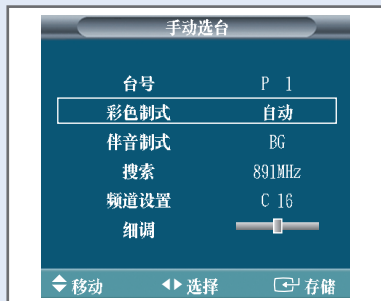 手动选台
台号 P 1
彩色制式 自动
伴音制式 BG
搜索 891MHz
频道设置 C 16
细调
移动 选择 存储